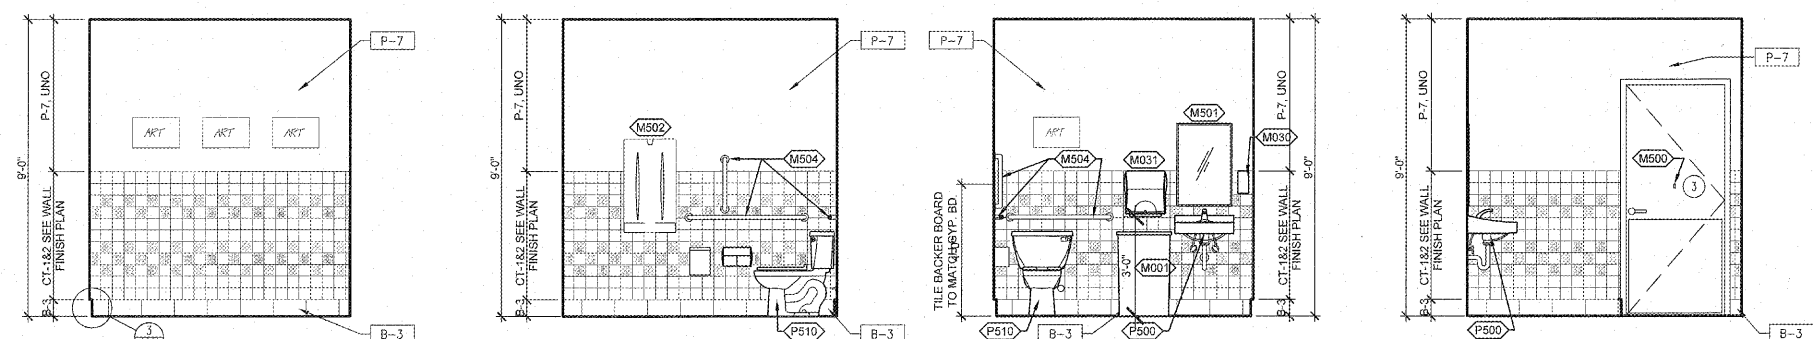 P-7
P-7, UNO
9'-0"
ART
ART
ART
CT-1&2 SEE WALL
FINISH PLAN
B-3
3
B-3
P-7
P-7, UNO
9'-0"
M502
M504
CT-1&2 SEE WALL
FINISH PLAN
B-3
P510
B-3
P-7
ART
M504
M031
M501
M030
P-7, UNO
9'-0"
TILE BACKER BOARD
TO MATCH GYP. BD.
3'-0"
M001
CT-1&2 SEE WALL
FINISH PLAN
B-3
P510
B-3
P500
P-7
P-7, UNO
9'-0"
M500
3
CT-1&2 SEE WALL
FINISH PLAN
B-3
P500
B-3